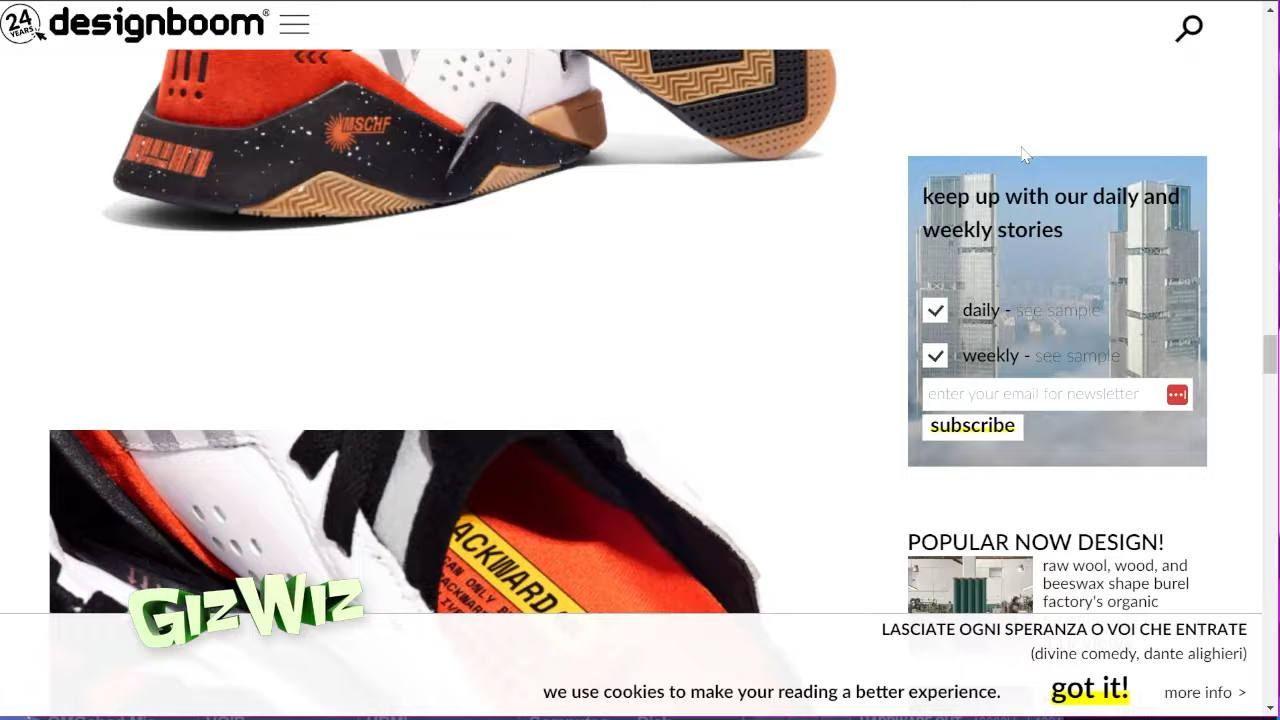 24
YEARS
designboom®
MSCHF
keep up with our daily and
weekly stories
daily - see sample
weekly - see sample
enter your email for newsletter
subscribe
POPULAR NOW DESIGN!
raw wool, wood, and
beeswax shape burel
factory's organic
ACKWARD
CAN ONLY
GIZWIZ
LASCIATE OGNI SPERANZA O VOI CHE ENTRATE
(divine comedy, dante alighieri)
we use cookies to make your reading a better experience.
got it!
more info >